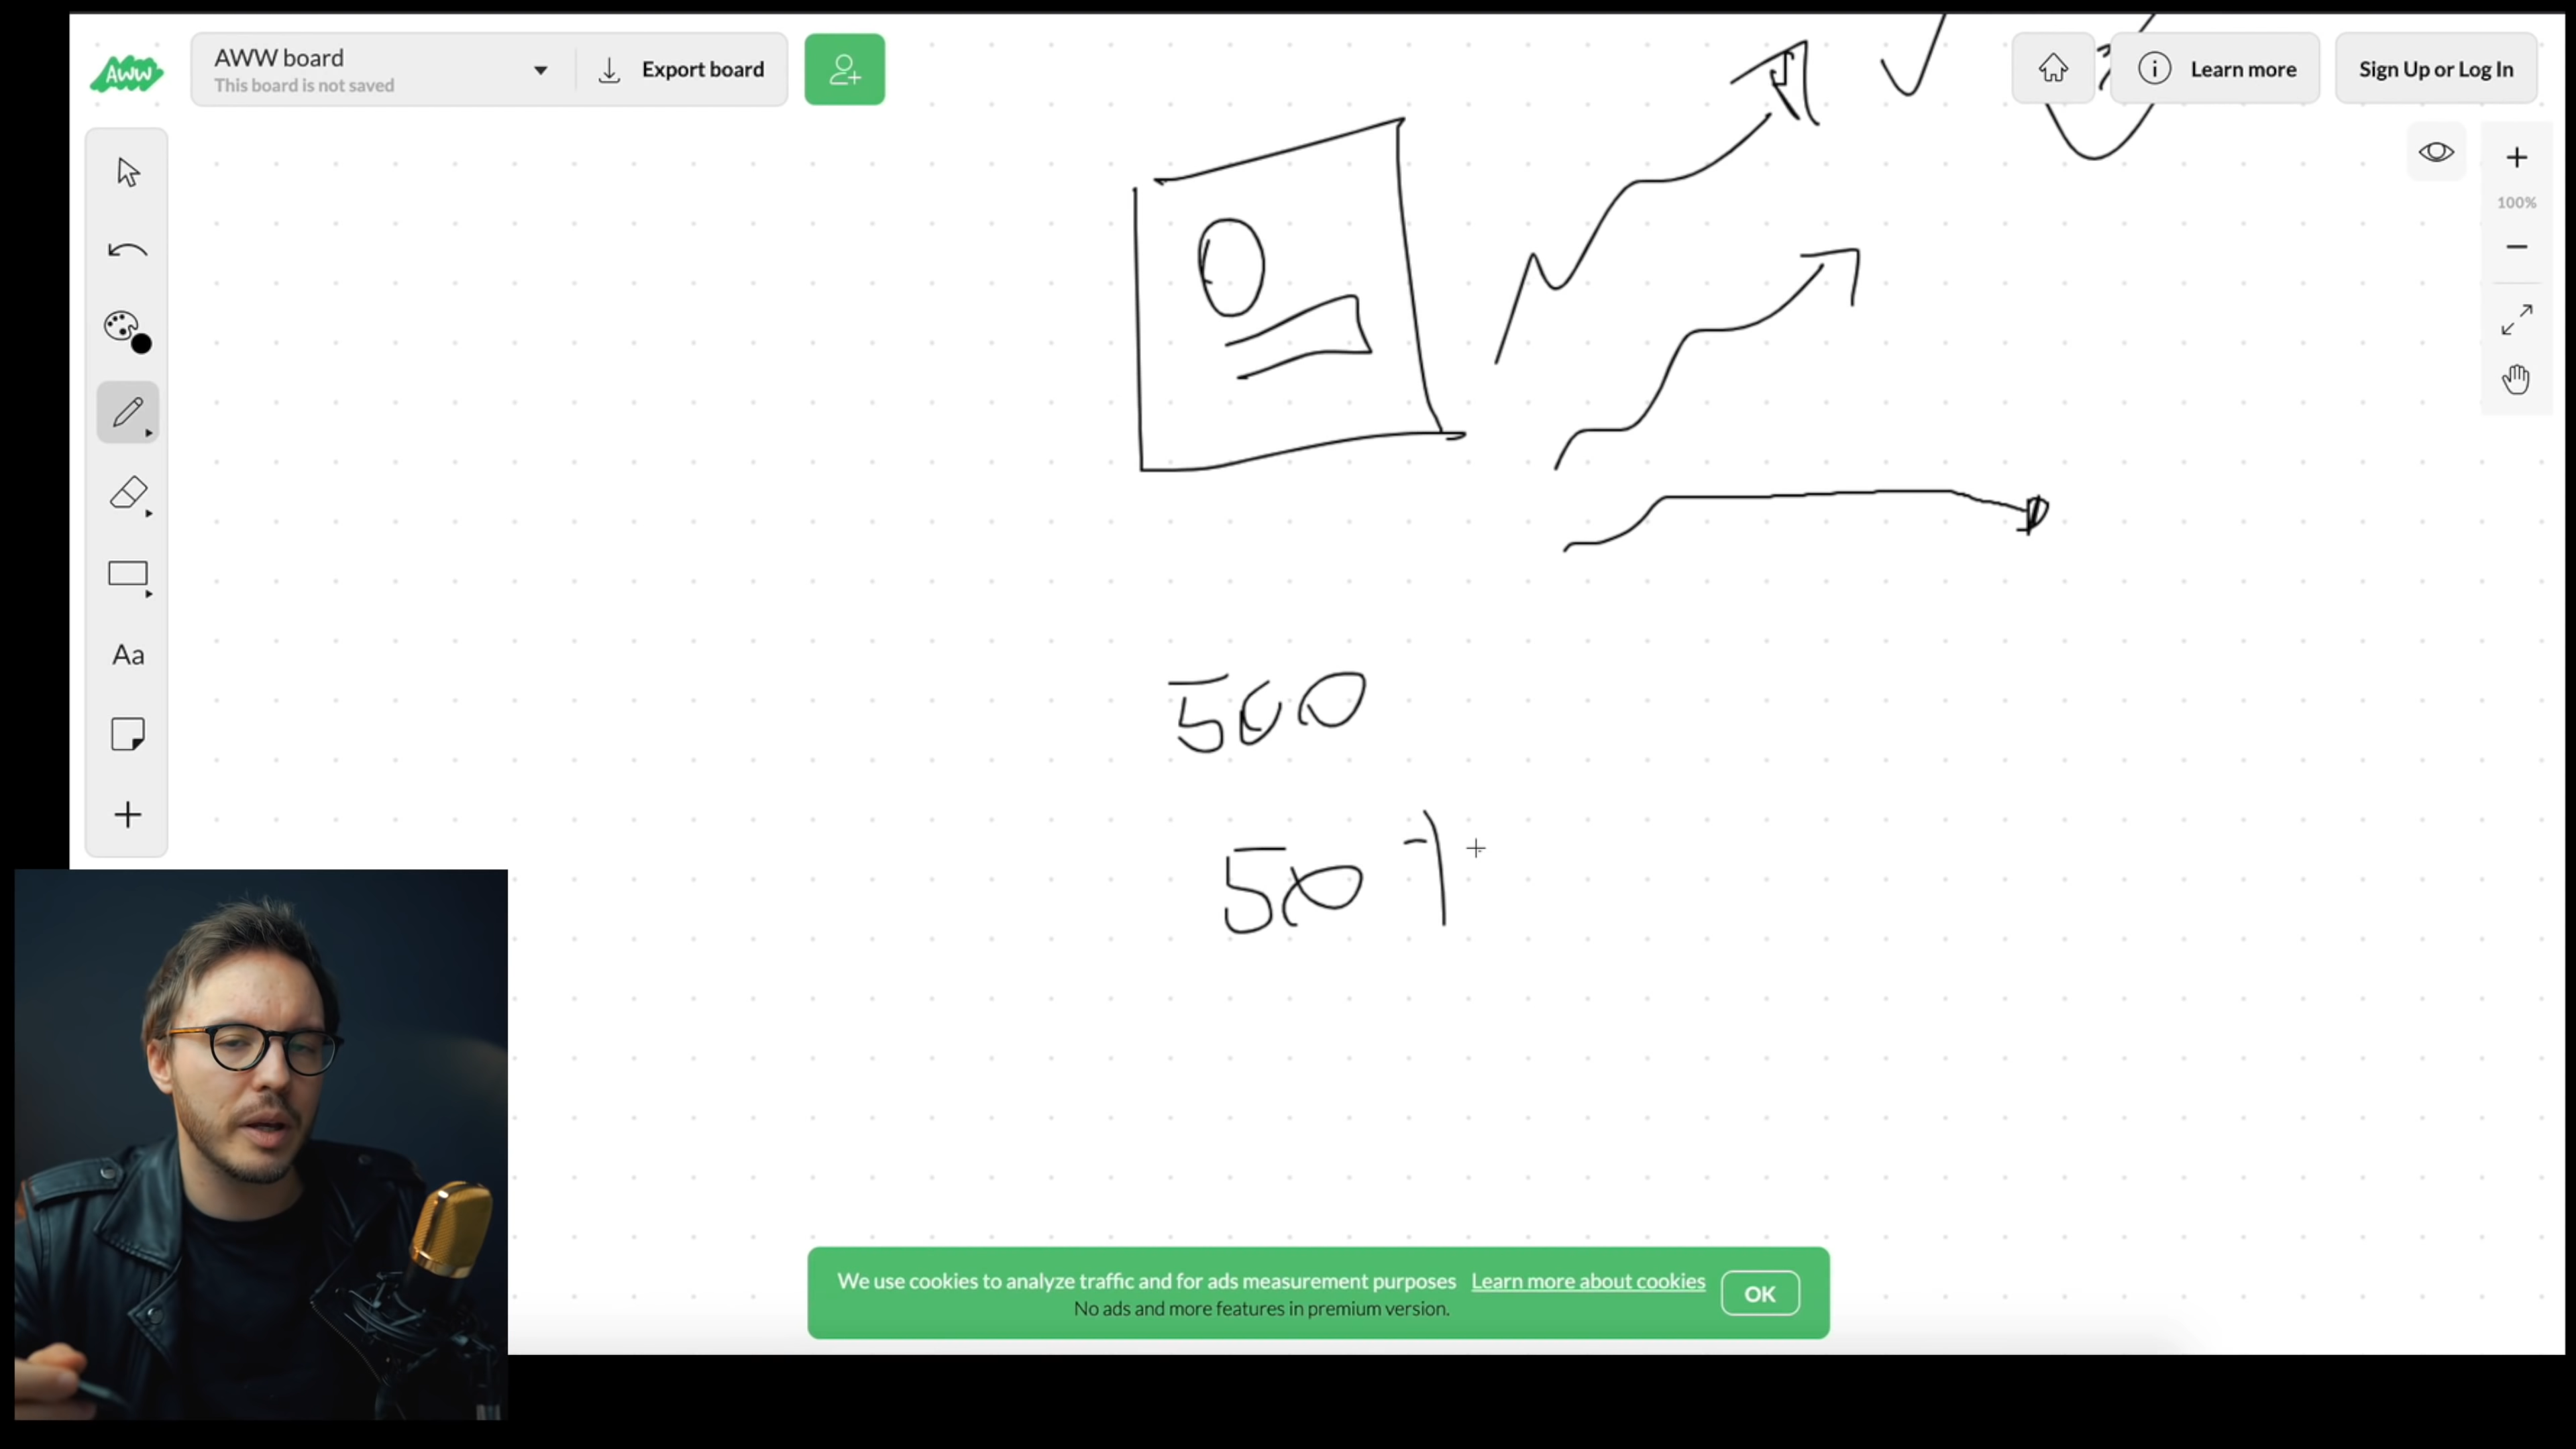 AWW
AWW board
This board is not saved
Export board
Learn more
Sign Up or Log In
100%
Aa
500
50
We use cookies to analyze traffic and for ads measurement purposes Learn more about cookies
No ads and more features in premium version.
OK